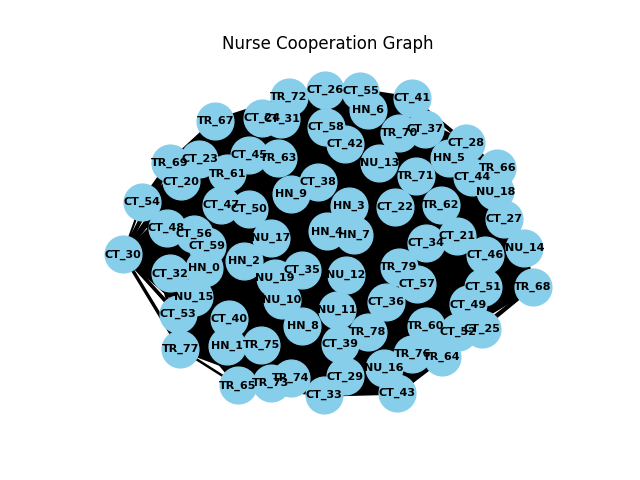 Nurse Cooperation Graph
TR_72
CT_26
CT_55
CT_41
HN_6
TR_67
CT_24
CT_31
CT_58
TR_70
CT_37
CT_42
CT_28
TR_69
CT_23
CT_45
TR_63
NU_13
HN_5
TR_66
CT_20
TR_61
CT_38
TR_71
CT_44
NU_18
HN_9
CT_54
CT_47
CT_50
HN_3
CT_22
TR_62
CT_27
CT_48
CT_56
CT_59
NU_17
HN_4
HN_7
CT_34
CT_21
NU_14
CT_30
CT_46
CT_32
HN_0
HN_2
NU_19
CT_35
NU_12
TR_79
CT_57
CT_51
TR_68
NU_15
NU_10
CT_36
CT_49
CT_53
CT_40
HN_8
NU_11
TR_78
TR_60
CT_52
CT_25
TR_77
HN_1
TR_75
CT_39
TR_76
TR_64
TR_65
TR_73
TR_74
CT_29
NU_16
CT_33
CT_43